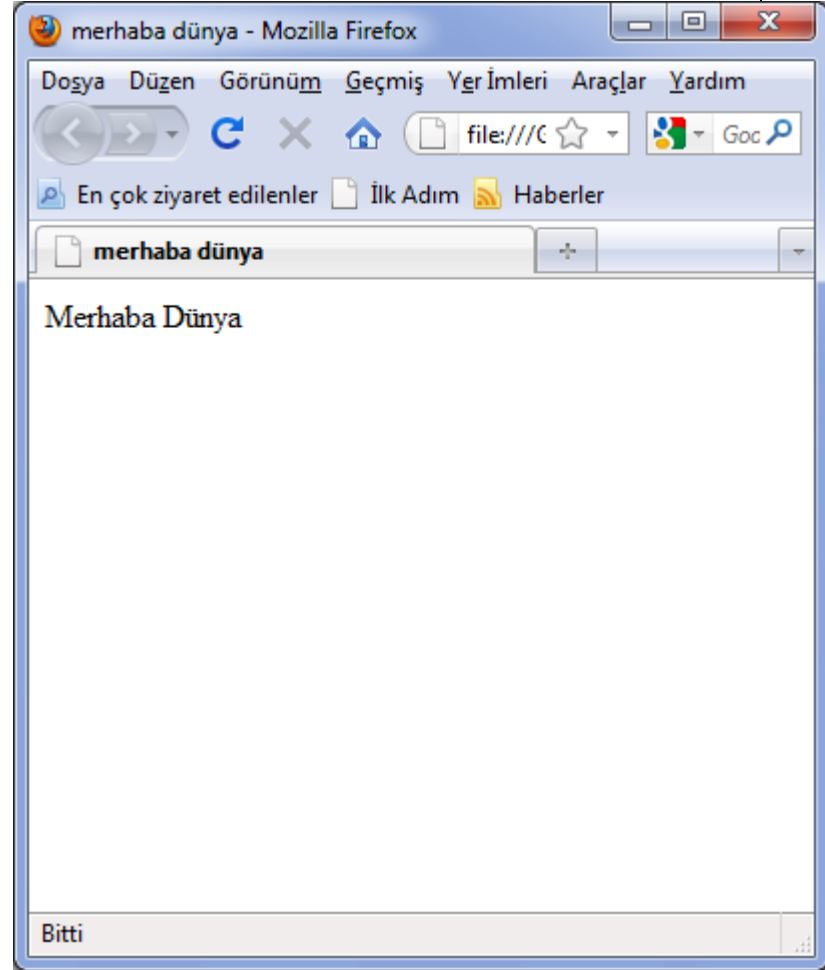 merhaba dünya - Mozilla Firefox
Dosya Düzen Görünüm Geçmiş Yer İmleri Araçlar Yardım
file:///C Goc
En çok ziyaret edilenler İlk Adım Haberler
merhaba dünya
Merhaba Dünya
Bitti